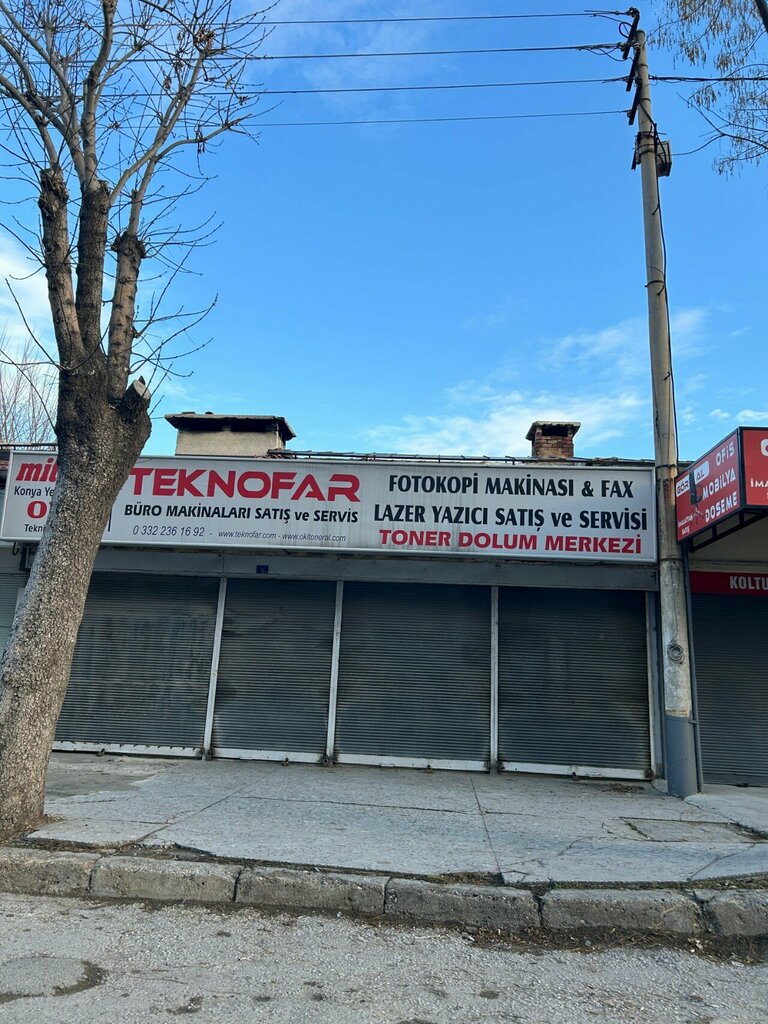 Konya
TEKNOFAR
BÜRO MAKİNALARI SATIŞ ve SERVİS
0 332 236 16 92 - www.teknofar.com - www.okitoneral.com
FOTOKOPİ MAKİNASI & FAX
LAZER YAZICI SATIŞ ve SERVİSİ
TONER DOLUM MERKEZİ
OFİS
MOBİLYA
DÖŞEME
KOLTU